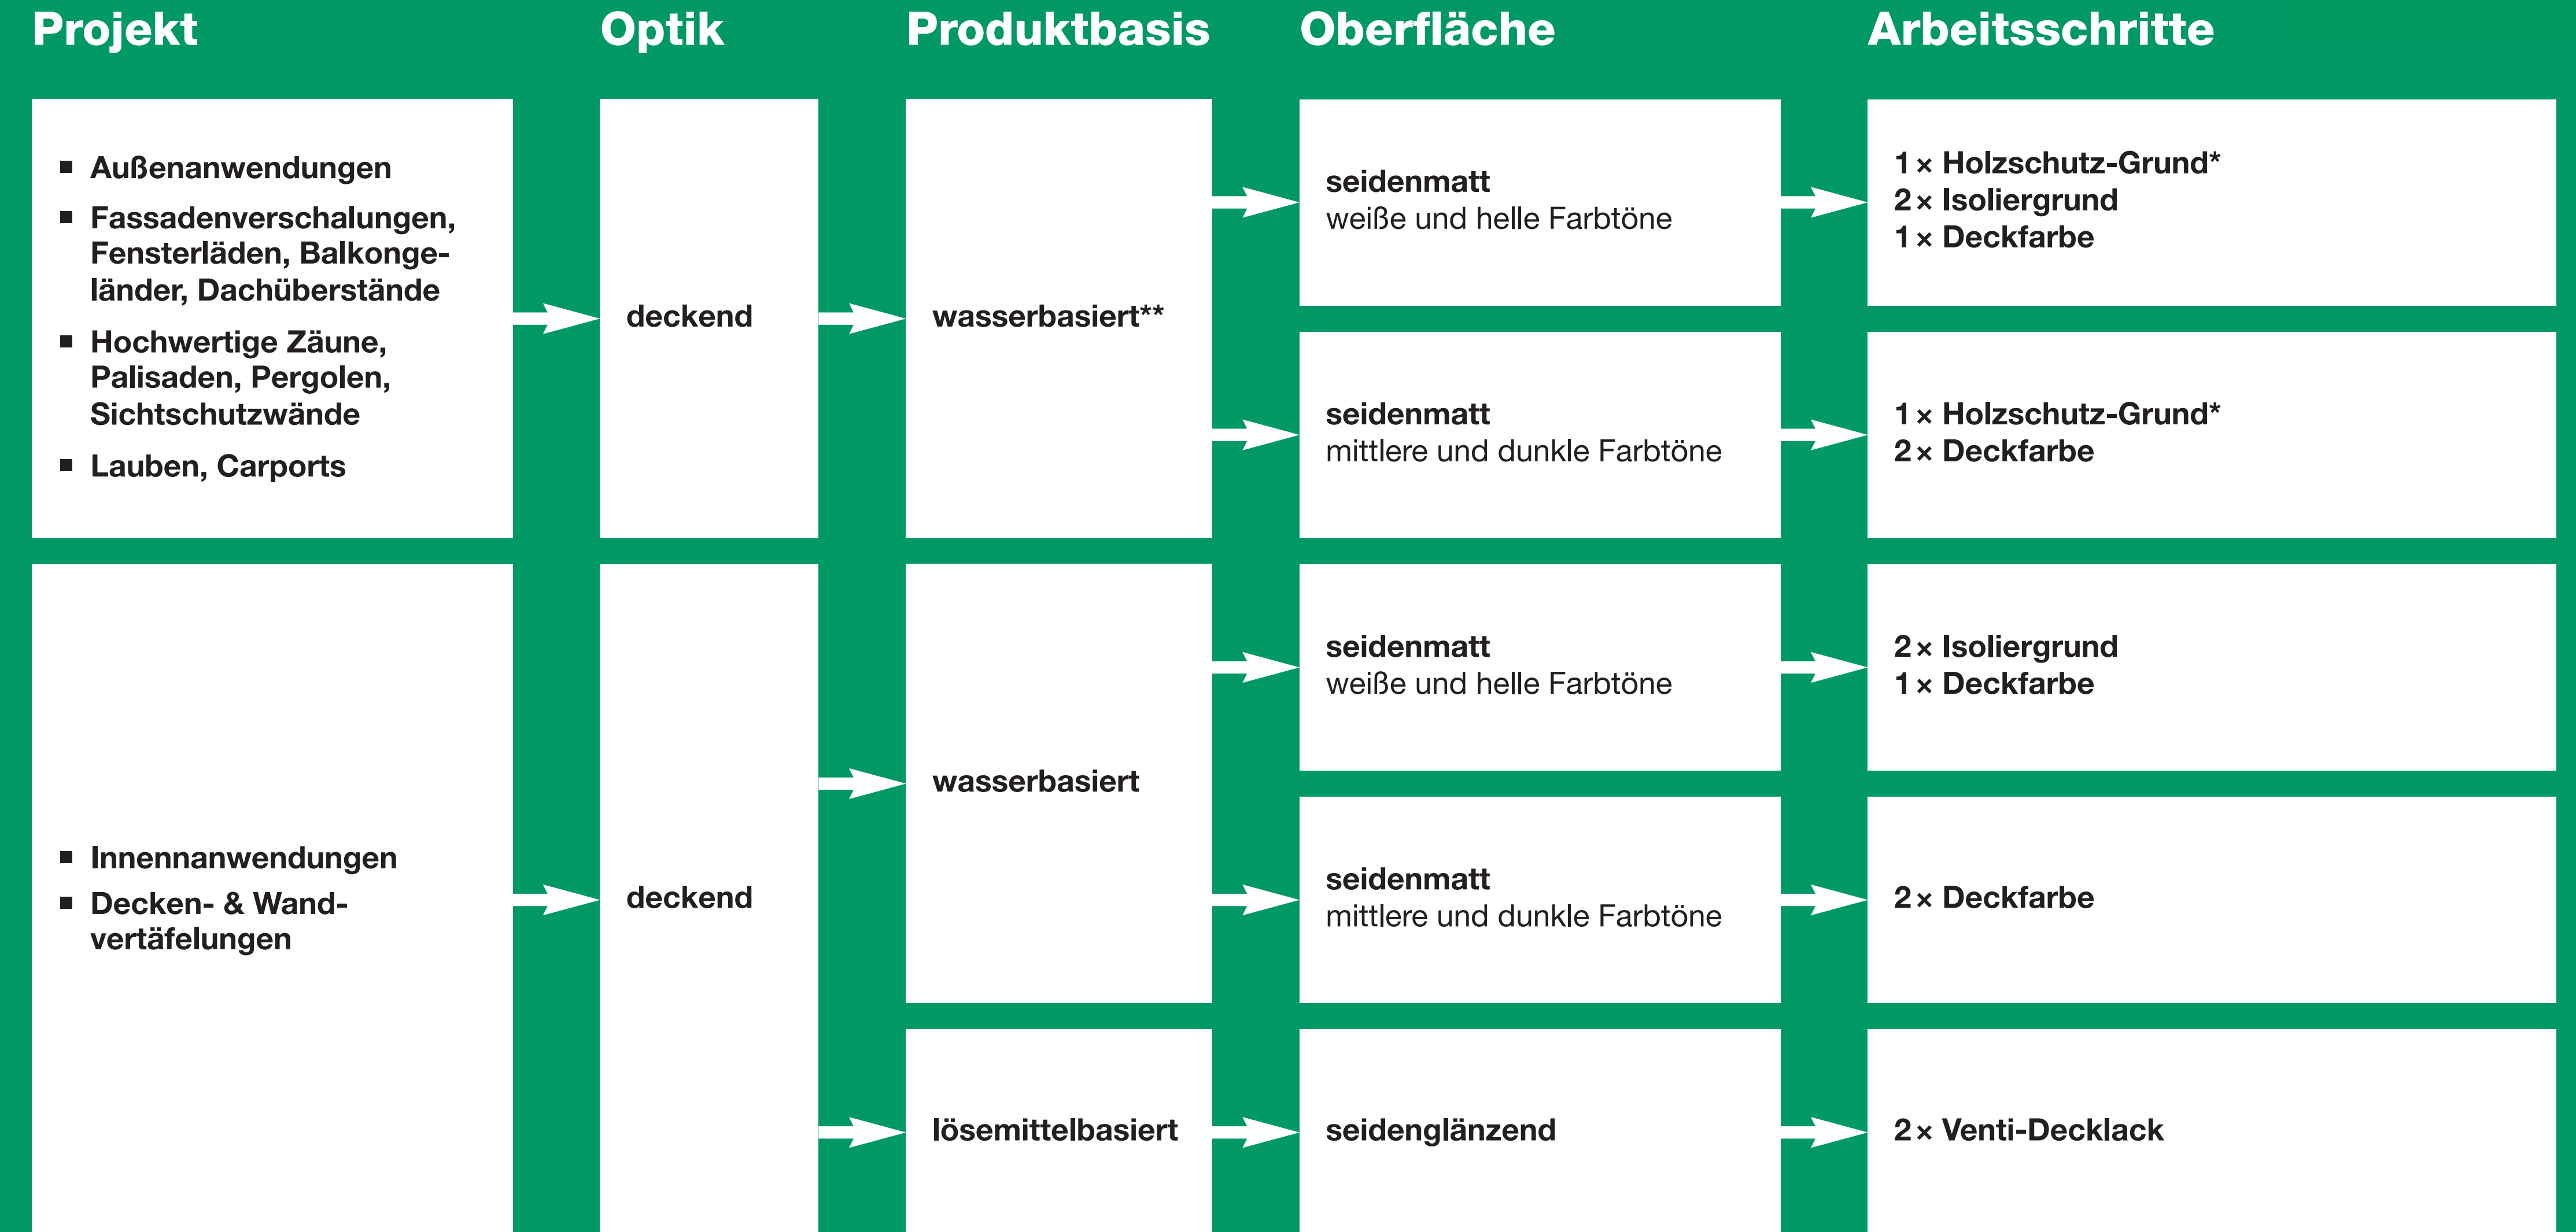 Projekt
Optik
Produktbasis
Oberfläche
Arbeitsschritte
■ Außenanwendungen
■ Fassadenverschalungen,
Fensterläden, Balkonge-
länder, Dachüberstände
■ Hochwertige Zäune,
Palisaden, Pergolen,
Sichtschutzwände
■ Lauben, Carports
deckend
wasserbasiert**
seidenmatt
weiße und helle Farbtöne
1 × Holzschutz-Grund*
2 × Isoliergrund
1 × Deckfarbe
seidenmatt
mittlere und dunkle Farbtöne
1 × Holzschutz-Grund*
2 × Deckfarbe
■ Innennanwendungen
■ Decken- & Wand-
vertäfelungen
deckend
wasserbasiert
seidenmatt
weiße und helle Farbtöne
2 × Isoliergrund
1 × Deckfarbe
seidenmatt
mittlere und dunkle Farbtöne
2 × Deckfarbe
lösemittelbasiert
seidenglänzend
2 × Venti-Decklack